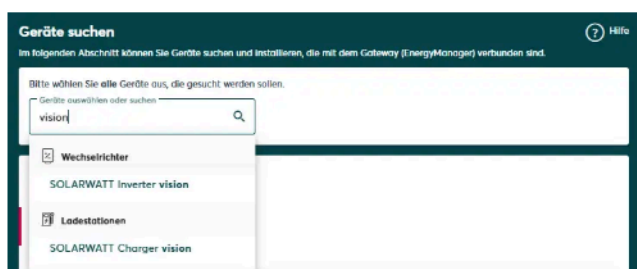 Geräte suchen
Hilfe
Im folgenden Abschnitt können Sie Geräte suchen und installieren, die mit dem Gateway (EnergyManager) verbunden sind.
Bitte wählen Sie alle Geräte aus, die gesucht werden sollen.
Geräte auswählen oder suchen
vision
Wechselrichter
SOLARWATT Inverter vision
Ladestationen
SOLARWATT Charger vision